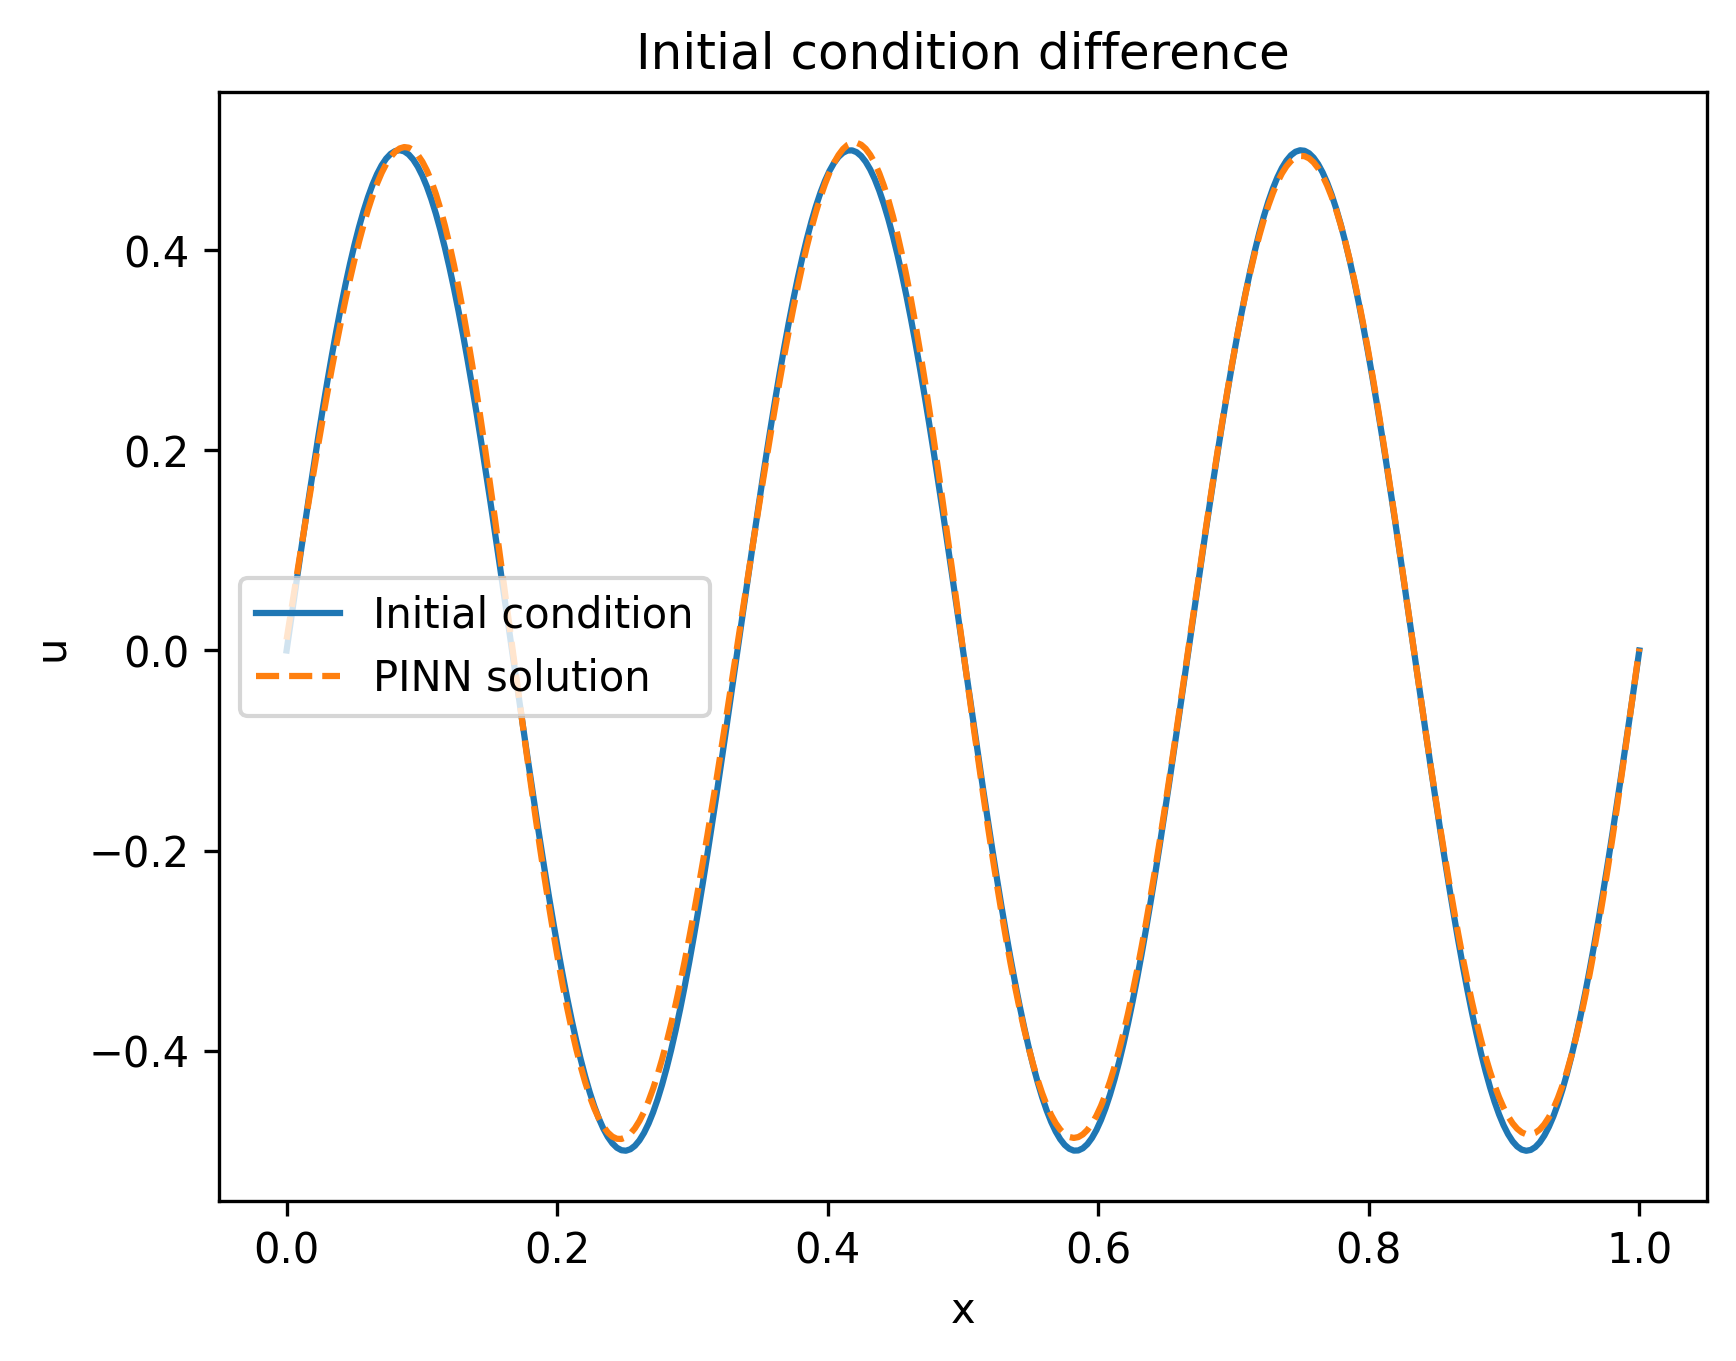 Initial condition difference
0.4
0.2
0.0
−0.2
−0.4
u
Initial condition
PINN solution
0.0 0.2 0.4 0.6 0.8 1.0
x